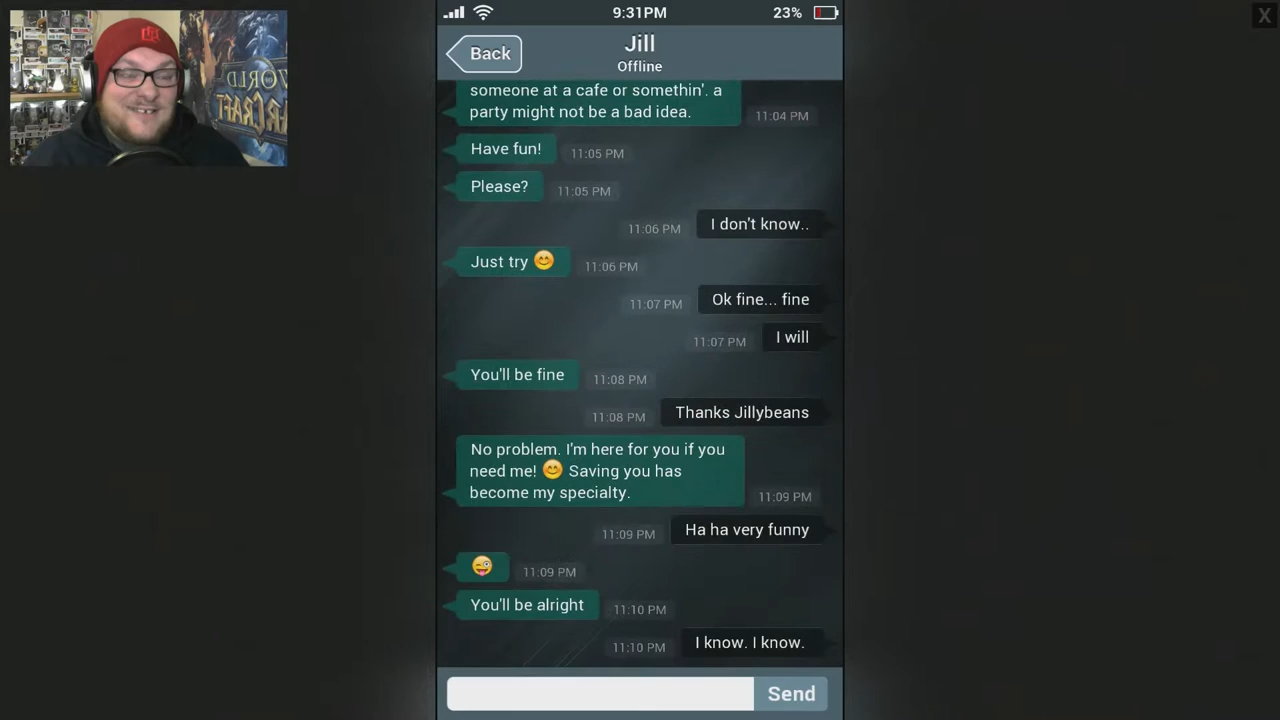 9:31PM
23%
X
Back
Jill
Offline
someone at a cafe or somethin'. a
party might not be a bad idea.
11:04 PM
Have fun!
11:05 PM
Please?
11:05 PM
11:06 PM
I don't know..
Just try 😊
11:06 PM
11:07 PM
Ok fine... fine
11:07 PM
I will
You'll be fine
11:08 PM
11:08 PM
Thanks Jillybeans
No problem. I'm here for you if you
need me! 😊 Saving you has
become my specialty.
11:09 PM
11:09 PM
Ha ha very funny
😜
11:09 PM
You'll be alright
11:10 PM
11:10 PM
I know. I know.
Send
WORLD
WARCRAFT